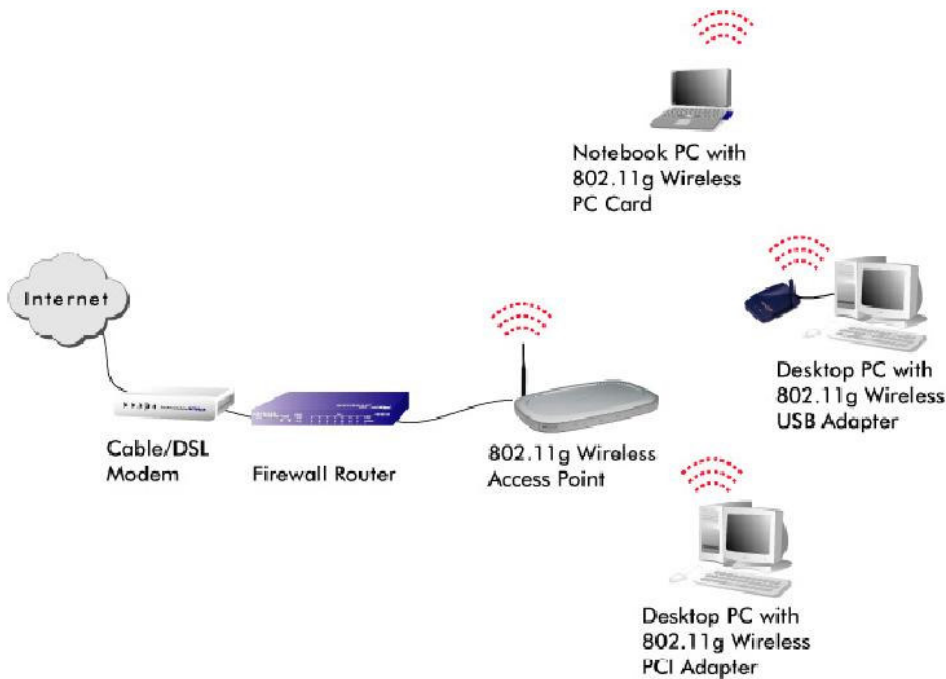 Notebook PC with
802.11g Wireless
PC Card
Internet
Desktop PC with
802.11g Wireless
USB Adapter
Cable/DSL
Modem
Firewall Router
802.11g Wireless
Access Point
Desktop PC with
802.11g Wireless
PCI Adapter